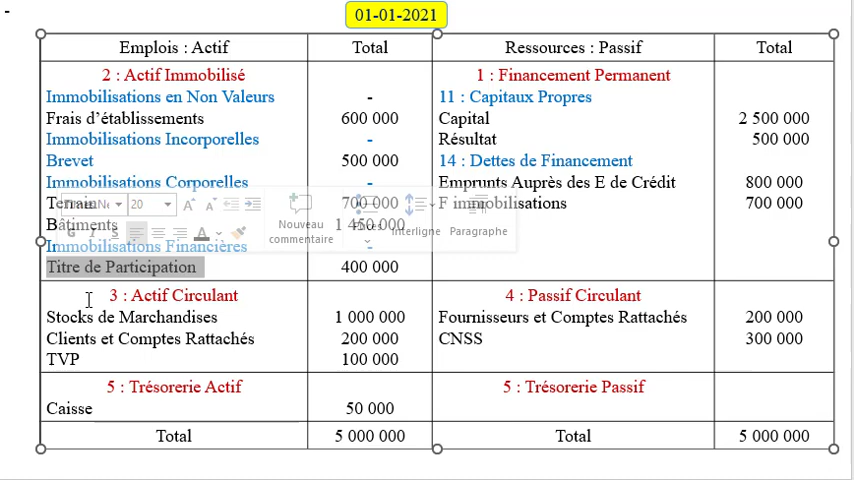 -
01-01-2021
Emplois : Actif Total Ressources : Passif Total
2 : Actif Immobilisé 1 : Financement Permanent
Immobilisations en Non Valeurs - 11 : Capitaux Propres
Frais d'établissements 600 000 Capital 2 500 000
Immobilisations Incorporelles - Résultat 500 000
Brevet 500 000 14 : Dettes de Financement
Immobilisations Corporelles - Emprunts Auprès des E de Crédit 800 000
Terrain 700 000 F immobilisations 700 000
20
Nouveau commentaire
Interligne
Paragraphe
Bâtiments 1 450 000
Immobilisations Financières -
Titre de Participation 400 000
3 : Actif Circulant 4 : Passif Circulant
Stocks de Marchandises 1 000 000 Fournisseurs et Comptes Rattachés 200 000
Clients et Comptes Rattachés 200 000 CNSS 300 000
TVP 100 000
5 : Trésorerie Actif 5 : Trésorerie Passif
Caisse 50 000
Total 5 000 000 Total 5 000 000